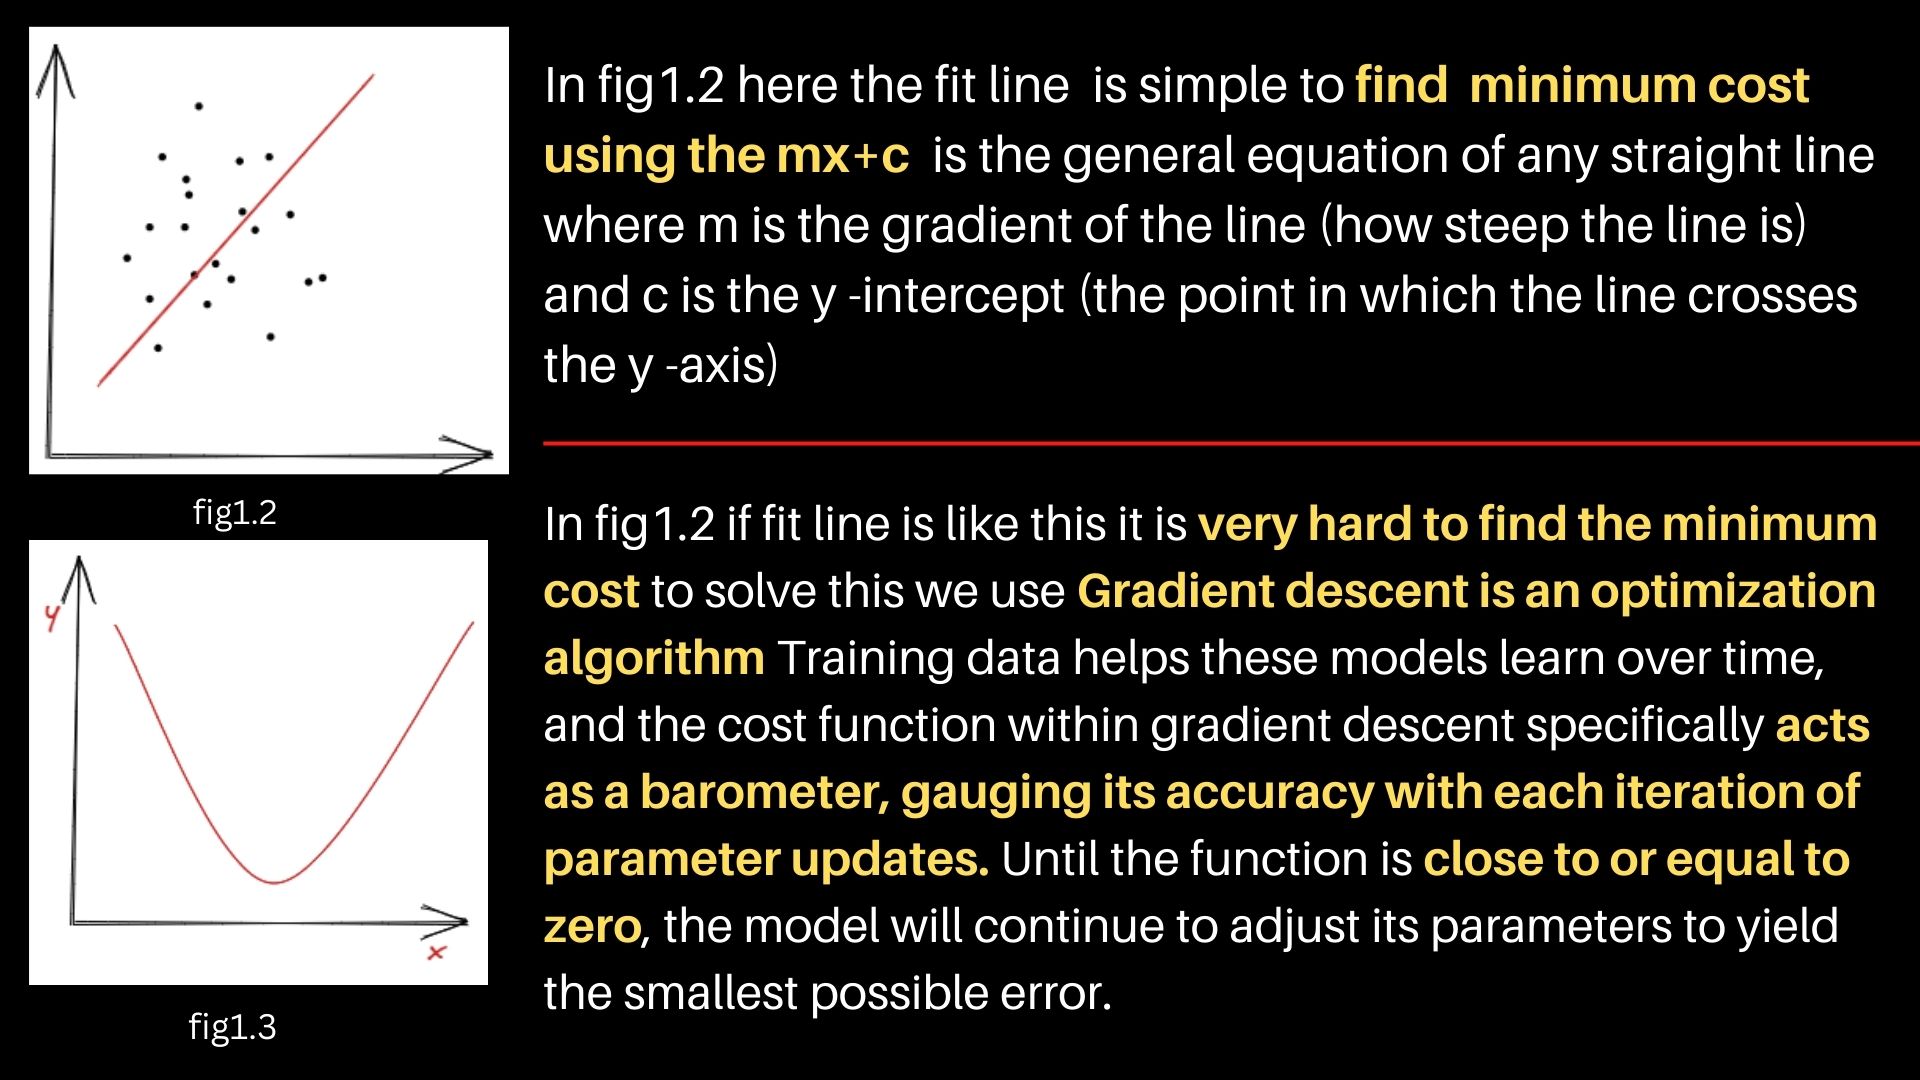 In fig1.2 here the fit line is simple to find minimum cost
using the mx+c is the general equation of any straight line
where m is the gradient of the line (how steep the line is)
and c is the y -intercept (the point in which the line crosses
the y -axis)
fig1.2
In fig1.2 if fit line is like this it is very hard to find the minimum
cost to solve this we use Gradient descent is an optimization
algorithm Training data helps these models learn over time,
and the cost function within gradient descent specifically acts
as a barometer, gauging its accuracy with each iteration of
parameter updates. Until the function is close to or equal to
zero, the model will continue to adjust its parameters to yield
the smallest possible error.
y
x
fig1.3